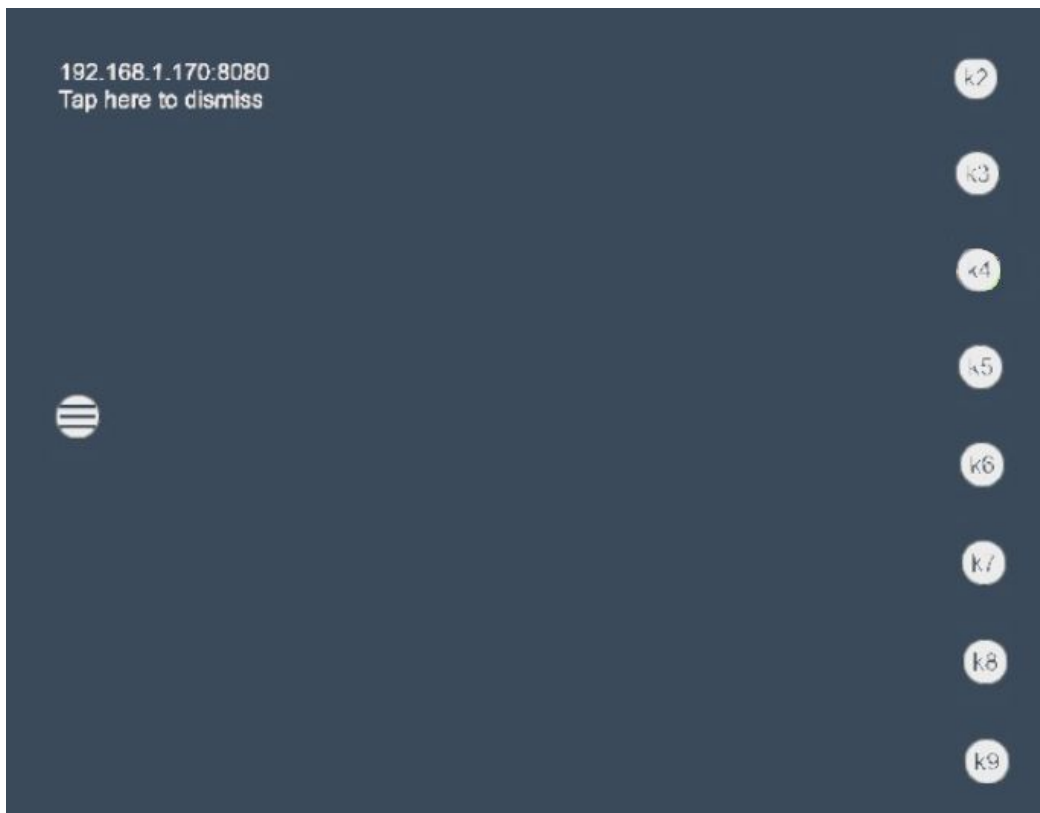 192.168.1.170:8080
Tap here to dismiss
k2
k3
k4
k5
k6
k7
k8
k9